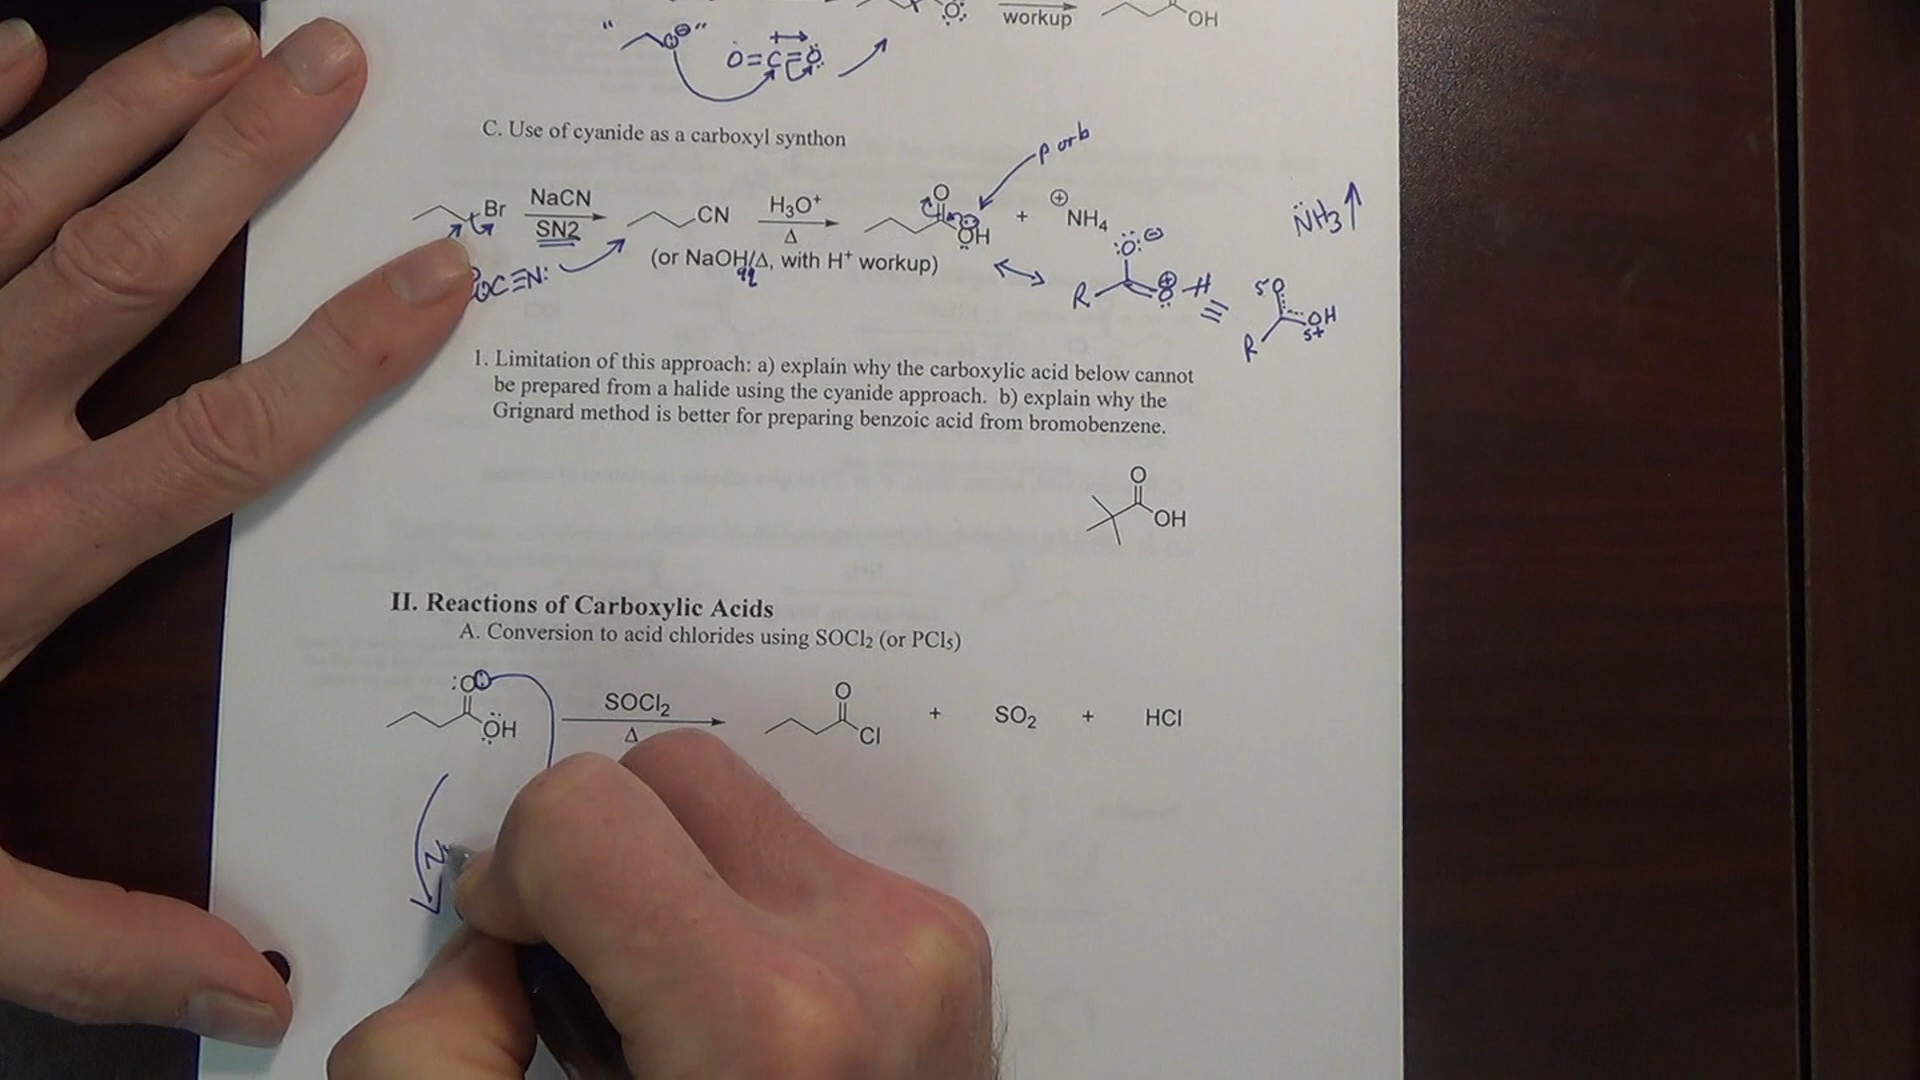 workup
OH
" ⊖ "
O=C=O
C. Use of cyanide as a carboxyl synthon
p orb
Br NaCN CN H3O+ O OH + ⊕NH4 NH3↑
SN2 Δ
(or NaOH/Δ, with H+ workup)
C≡N:
:O:⊖
R ⊕O-H ≡ R OH δ+
1. Limitation of this approach: a) explain why the carboxylic acid below cannot
be prepared from a halide using the cyanide approach. b) explain why the
Grignard method is better for preparing benzoic acid from bromobenzene.
O
OH
II. Reactions of Carboxylic Acids
A. Conversion to acid chlorides using SOCl2 (or PCl5)
:O OH SOCl2 O Cl + SO2 + HCl
Δ